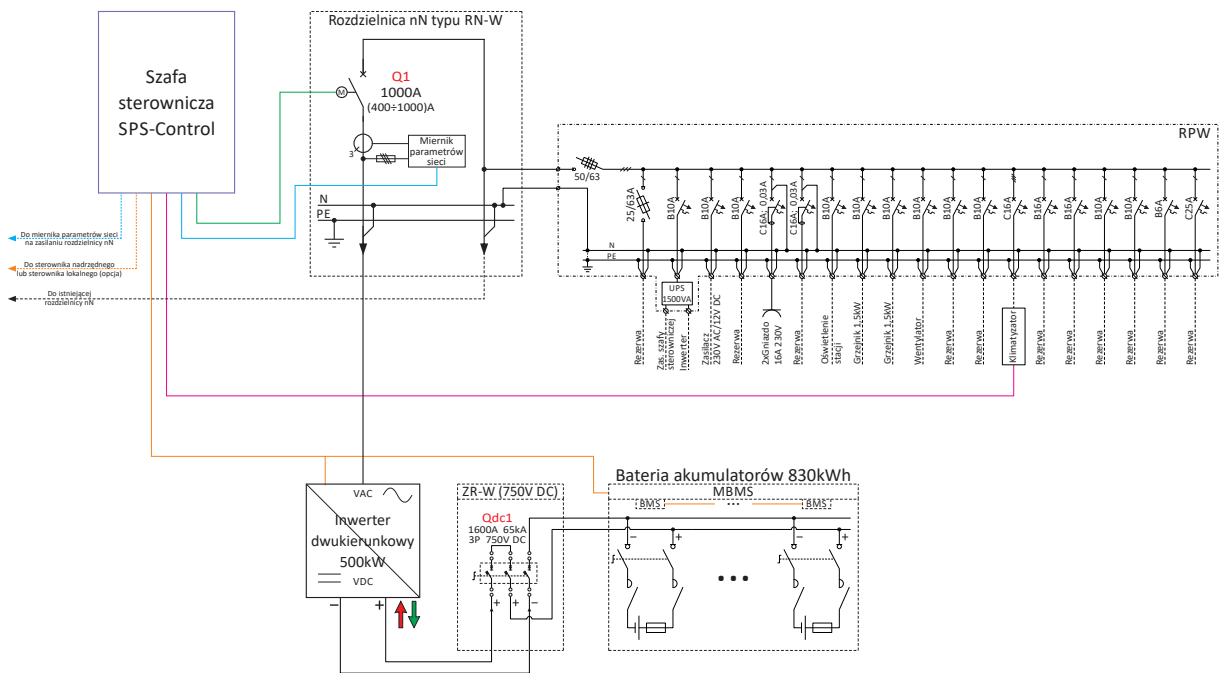 Szafa
sterownicza
SPS-Control
Rozdzielnica nN typu RN-W
Q1
1000A
(400÷1000)A
M
3
Miernik
parametrów
sieci
N
PE
Do miernika parametrów sieci
na zasilaniu rozdzielnicy nN
Do sterownika nadrzędnego
lub sterownika lokalnego (opcja)
Do istniejącej
rozdzielnicy nN
RPW
50/63
25/63A
B10A
B10A
B10A
C16A; 0,03A
C16A; 0,03A
B10A
B10A
B10A
B10A
B10A
B10A
C16A
B16A
B16A
B10A
B10A
B6A
C25A
N
PE
UPS
1500VA
Rezerwa
Zas. szafy
sterowniczej
Inwerter
Zasilacz
230V AC/12V DC
Rezerwa
2xGniazdo
16A 230V
Rezerwa
Oświetlenie
stacji
Grzejnik 1,5kW
Grzejnik 1,5kW
Wentylator
Rezerwa
Rezerwa
Klimatyzator
Rezerwa
Rezerwa
Rezerwa
Rezerwa
Rezerwa
Rezerwa
VAC
Inwerter
dwukierunkowy
500kW
VDC
− +
ZR-W (750V DC)
Qdc1
1600A 65kA
3P 750V DC
+ + −
Bateria akumulatorów 830kWh
MBMS
BMS ... BMS
− + − +
...